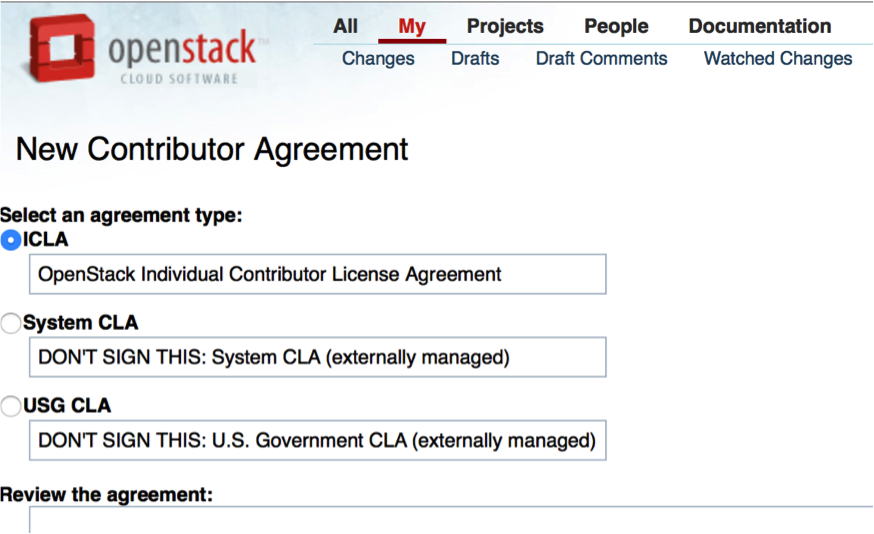 All My Projects People Documentation
openstack™
CLOUD SOFTWARE
Changes Drafts Draft Comments Watched Changes
New Contributor Agreement
Select an agreement type:
ICLA
OpenStack Individual Contributor License Agreement
System CLA
DON'T SIGN THIS: System CLA (externally managed)
USG CLA
DON'T SIGN THIS: U.S. Government CLA (externally managed)
Review the agreement: